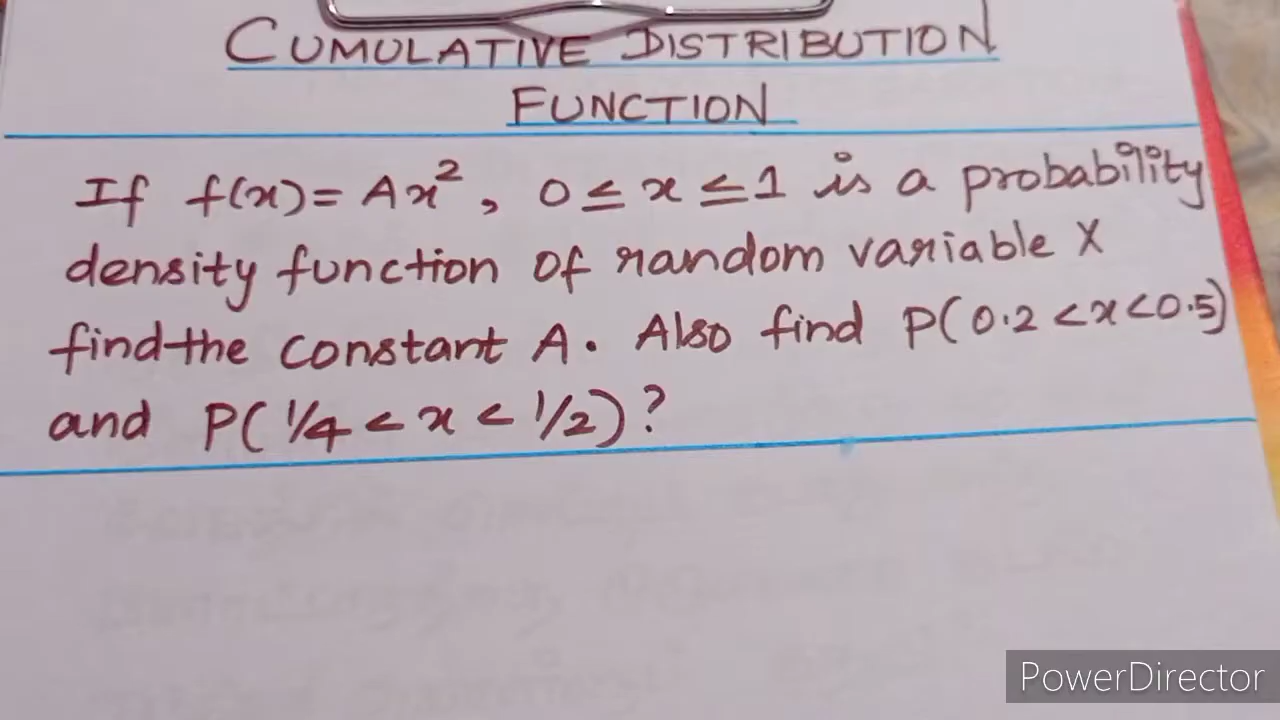 CUMULATIVE DISTRIBUTION
FUNCTION
If f(x) = Ax², 0 ≤ x ≤ 1 is a probability
density function of random variable X
find the constant A. Also find P(0.2 < x < 0.5)
and P(1/4 < x < 1/2)?
PowerDirector